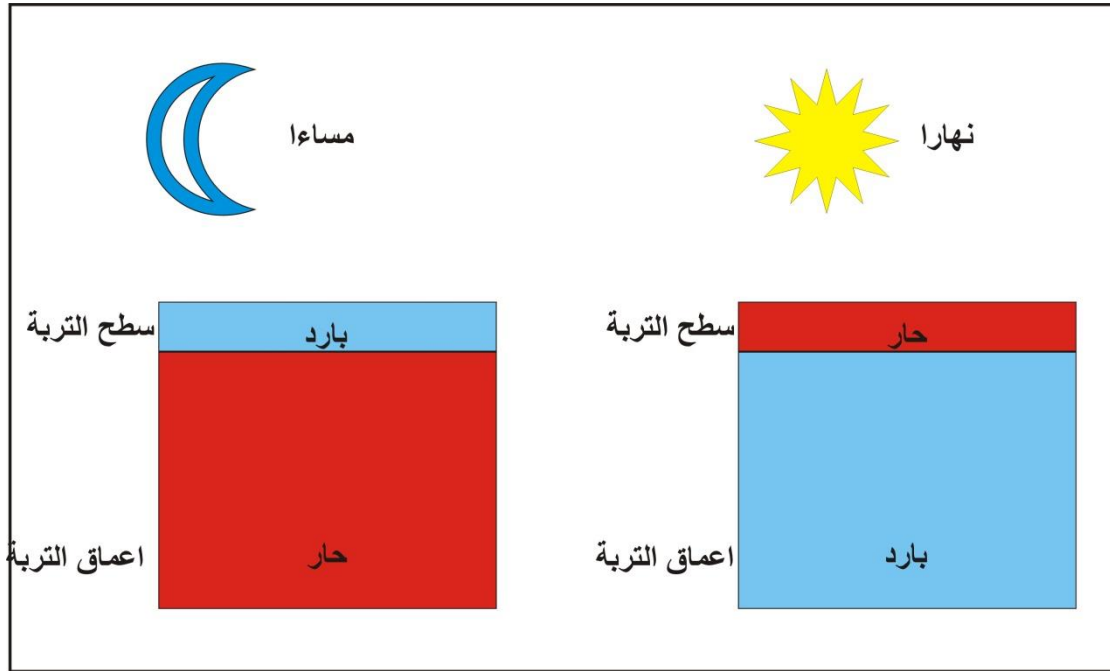 نهارا
مساءا
سطح التربة
حار
سطح التربة
بارد
اعماق التربة
بارد
اعماق التربة
حار